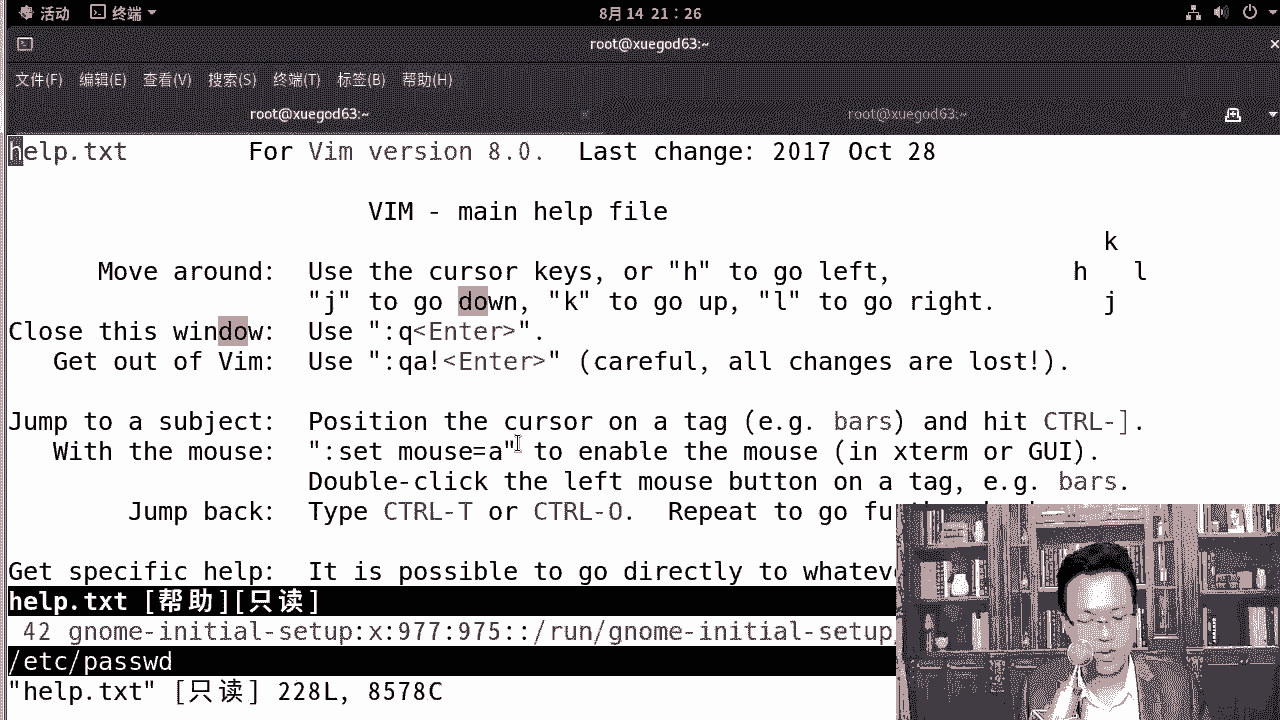 活动 终端 8月14 21:26
root@xuegod63:~
文件(F) 编辑(E) 查看(V) 搜索(S) 终端(T) 标签(B) 帮助(H)
root@xuegod63:~ root@xuegod63:~
help.txt For Vim version 8.0. Last change: 2017 Oct 28
VIM - main help file
k
Move around: Use the cursor keys, or "h" to go left, h l
"j" to go down, "k" to go up, "l" to go right. j
Close this window: Use ":q<Enter>".
Get out of Vim: Use ":qa!<Enter>" (careful, all changes are lost!).
Jump to a subject: Position the cursor on a tag (e.g. bars) and hit CTRL-].
With the mouse: ":set mouse=a" to enable the mouse (in xterm or GUI).
Double-click the left mouse button on a tag, e.g. bars.
Jump back: Type CTRL-T or CTRL-O. Repeat to go
Get specific help: It is possible to go directly to
help.txt [帮助][只读]
42 gnome-initial-setup:x:977:975::/run/gnome-initial-setup
/etc/passwd
"help.txt" [只读] 228L, 8578C